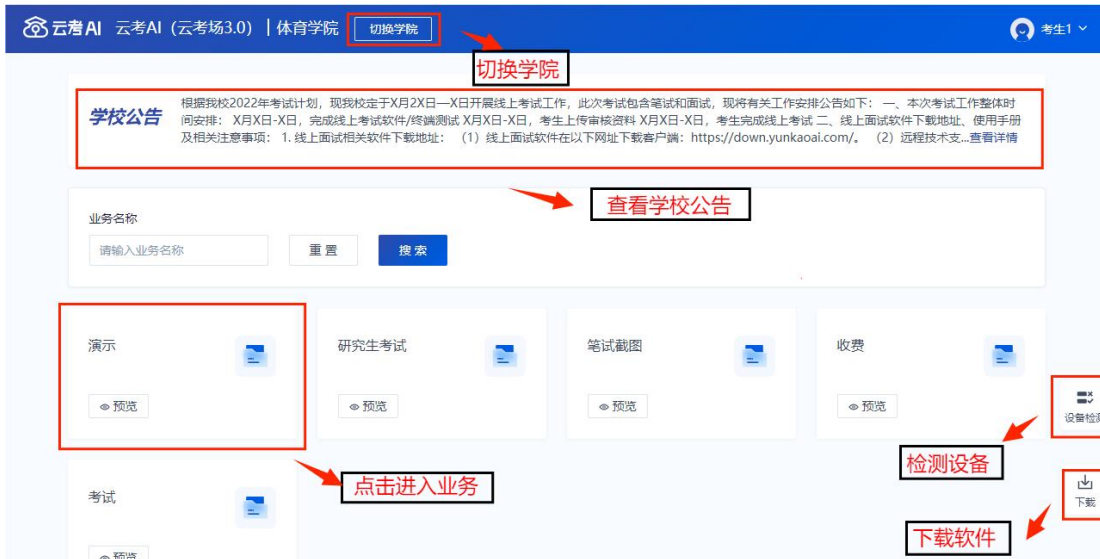 云考AI 云考AI（云考场3.0）|体育学院 切换学院 考生1
切换学院
学校公告
根据我校2022年考试计划，现我校定于X月2X日—X日开展线上考试工作，此次考试包含笔试和面试，现将有关工作安排公告如下： 一、本次考试工作整体时
间安排： X月X日-X日，完成线上考试软件/终端测试 X月X日-X日，考生上传审核资料 X月X日-X日，考生完成线上考试 二、线上面试软件下载地址、使用手册
及相关注意事项： 1. 线上面试相关软件下载地址： （1）线上面试软件在以下网址下载客户端：https://down.yunkaoai.com/。 （2）远程技术支...查看详情
查看学校公告
业务名称
请输入业务名称 重置 搜索
演示 研究生考试 笔试截图 收费
预览 预览 预览 预览
设备检测
检测设备
点击进入业务
考试
下载
下载软件
预览